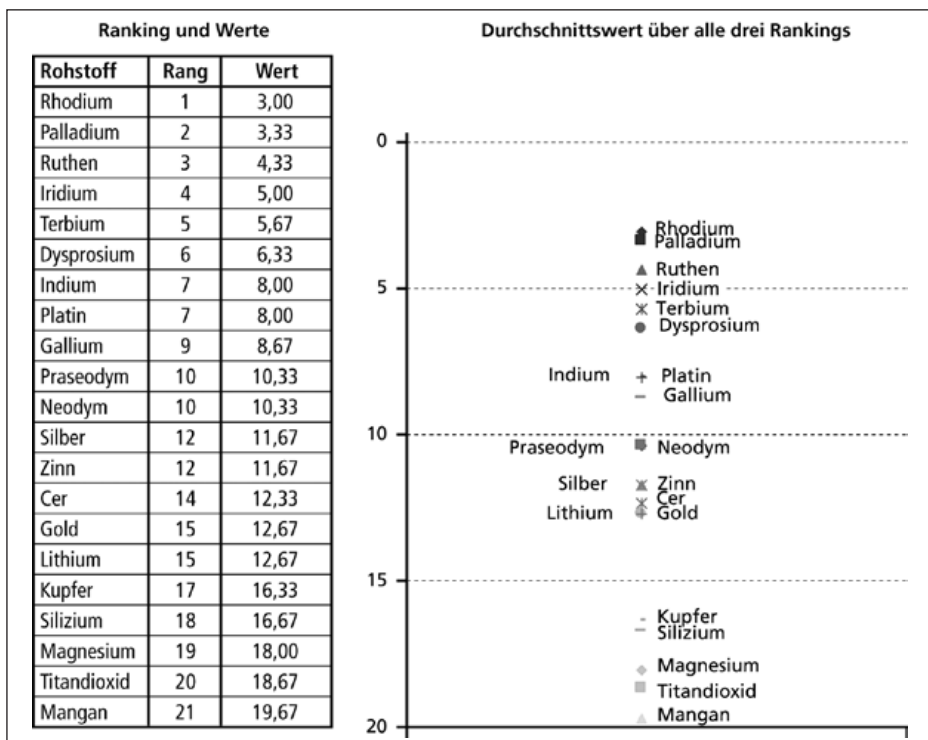 Ranking und Werte
Rohstoff Rang Wert
Rhodium 1 3,00
Palladium 2 3,33
Ruthen 3 4,33
Iridium 4 5,00
Terbium 5 5,67
Dysprosium 6 6,33
Indium 7 8,00
Platin 7 8,00
Gallium 9 8,67
Praseodym 10 10,33
Neodym 10 10,33
Silber 12 11,67
Zinn 12 11,67
Cer 14 12,33
Gold 15 12,67
Lithium 15 12,67
Kupfer 17 16,33
Silizium 18 16,67
Magnesium 19 18,00
Titandioxid 20 18,67
Mangan 21 19,67
Durchschnittswert über alle drei Rankings
0
Rhodium
Palladium
Ruthen
5 Iridium
Terbium
Dysprosium
Indium Platin
Gallium
10
Praseodym Neodym
Silber Zinn
Cer
Lithium Gold
15
Kupfer
Silizium
Magnesium
Titandioxid
Mangan
20